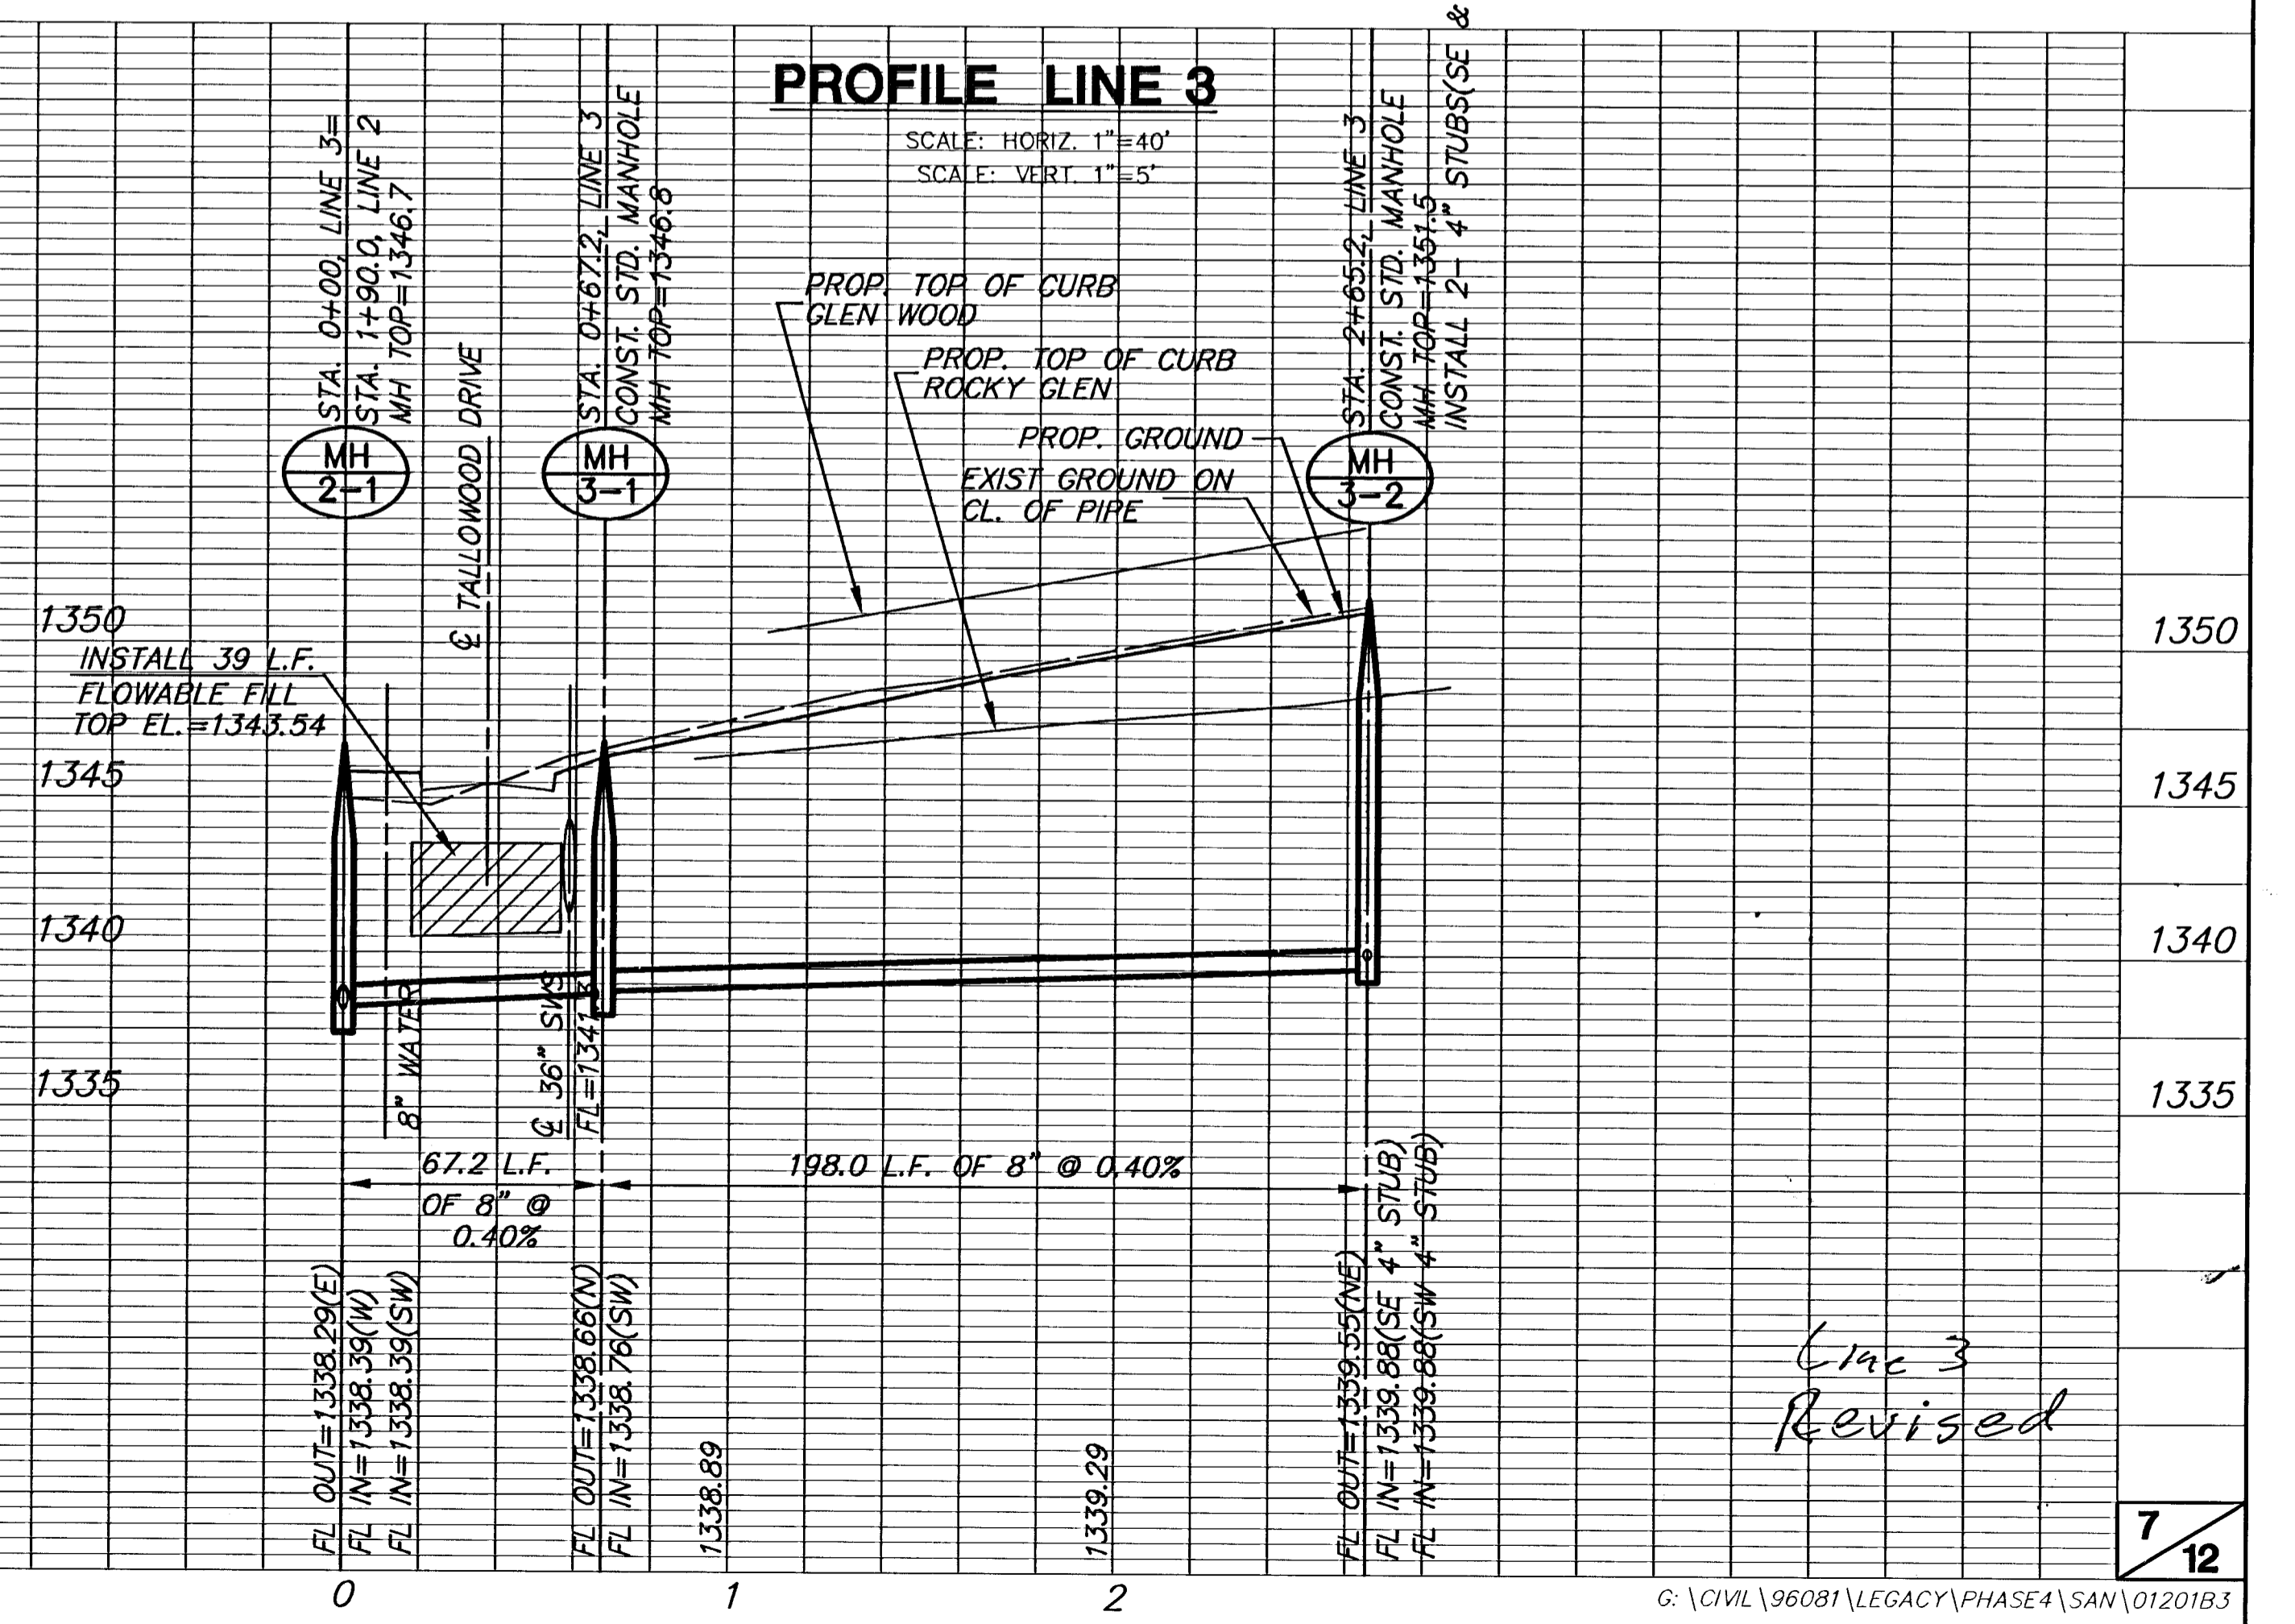 PROFILE LINE 3
SCALE: HORIZ. 1"=40'
SCALE: VERT. 1"=5'
STA. 0+00, LINE 3=
STA. 1+90.0, LINE 2
MH TOP=1346.7
MH
2-1
℄ TALLOWOOD DRIVE
STA. 0+67.2, LINE 3
CONST. STD. MANHOLE
MH TOP=1346.8
MH
3-1
PROP. TOP OF CURB
GLEN WOOD
PROP. TOP OF CURB
ROCKY GLEN
PROP. GROUND
EXIST GROUND ON
CL. OF PIPE
STA. 2+65.2, LINE 3
CONST. STD. MANHOLE
MH TOP=1351.5
INSTALL 2- 4" STUBS(SE &
MH
3-2
1350
1350
INSTALL 39 L.F.
FLOWABLE FILL
TOP EL.=1343.54
1345
1345
1340
1340
1335
1335
8" WATER
℄ 36" SWS
FL=1341.3
67.2 L.F.
OF 8" @
0.40%
198.0 L.F. OF 8" @ 0.40%
FL OUT=1338.29(E)
FL IN=1338.39(W)
FL IN=1338.39(SW)
FL OUT=1338.66(N)
FL IN=1338.76(SW)
1338.89
1339.29
FL OUT=1339.55(NE)
FL IN=1339.88(SE 4" STUB)
FL IN=1339.88(SW 4" STUB)
Line 3
Revised
7
12
0
1
2
G:\CIVIL\96081\LEGACY\PHASE4\SAN\01201B3